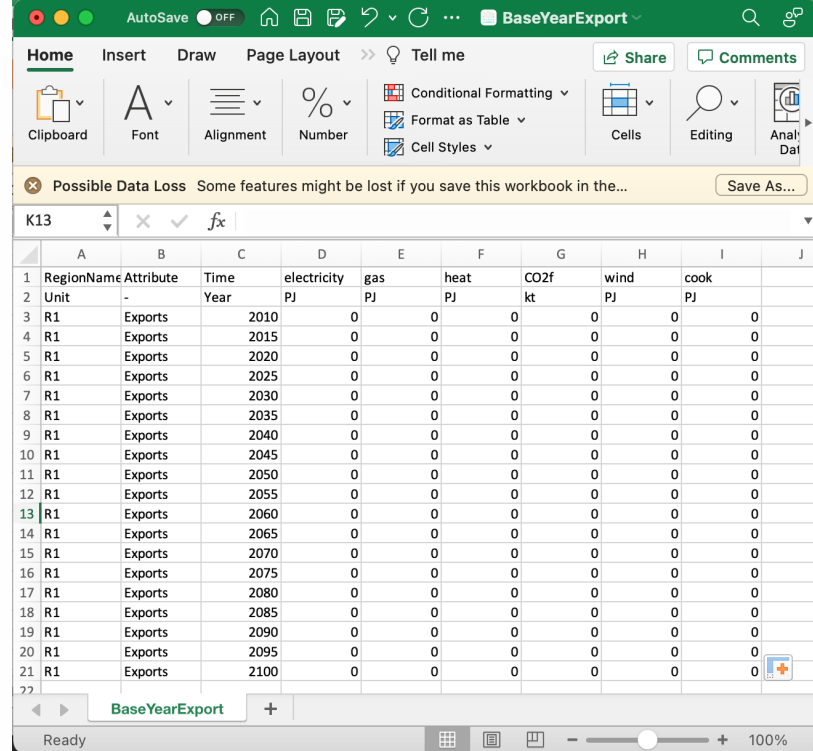 AutoSave OFF BaseYearExport
Home Insert Draw Page Layout >> Tell me Share Comments
Clipboard Font Alignment Number Conditional Formatting Format as Table Cell Styles Cells Editing
Possible Data Loss Some features might be lost if you save this workbook in the... Save As...
K13 fx
A B C D E F G H I J
1 RegionName Attribute Time electricity gas heat CO2f wind cook
2 Unit - Year PJ PJ PJ kt PJ PJ
3 R1 Exports 2010 0 0 0 0 0 0
4 R1 Exports 2015 0 0 0 0 0 0
5 R1 Exports 2020 0 0 0 0 0 0
6 R1 Exports 2025 0 0 0 0 0 0
7 R1 Exports 2030 0 0 0 0 0 0
8 R1 Exports 2035 0 0 0 0 0 0
9 R1 Exports 2040 0 0 0 0 0 0
10 R1 Exports 2045 0 0 0 0 0 0
11 R1 Exports 2050 0 0 0 0 0 0
12 R1 Exports 2055 0 0 0 0 0 0
13 R1 Exports 2060 0 0 0 0 0 0
14 R1 Exports 2065 0 0 0 0 0 0
15 R1 Exports 2070 0 0 0 0 0 0
16 R1 Exports 2075 0 0 0 0 0 0
17 R1 Exports 2080 0 0 0 0 0 0
18 R1 Exports 2085 0 0 0 0 0 0
19 R1 Exports 2090 0 0 0 0 0 0
20 R1 Exports 2095 0 0 0 0 0 0
21 R1 Exports 2100 0 0 0 0 0 0
22
BaseYearExport +
Ready 100%